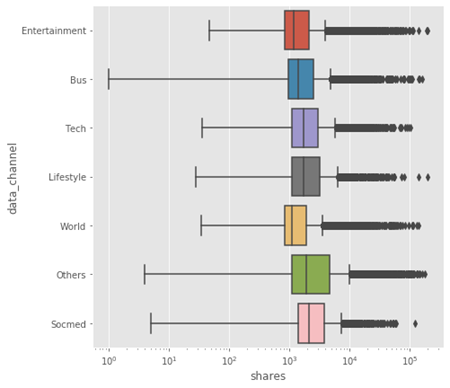 Entertainment
Bus
Tech
Lifestyle
World
Others
Socmed
data_channel
10⁰ 10¹ 10² 10³ 10⁴ 10⁵
shares